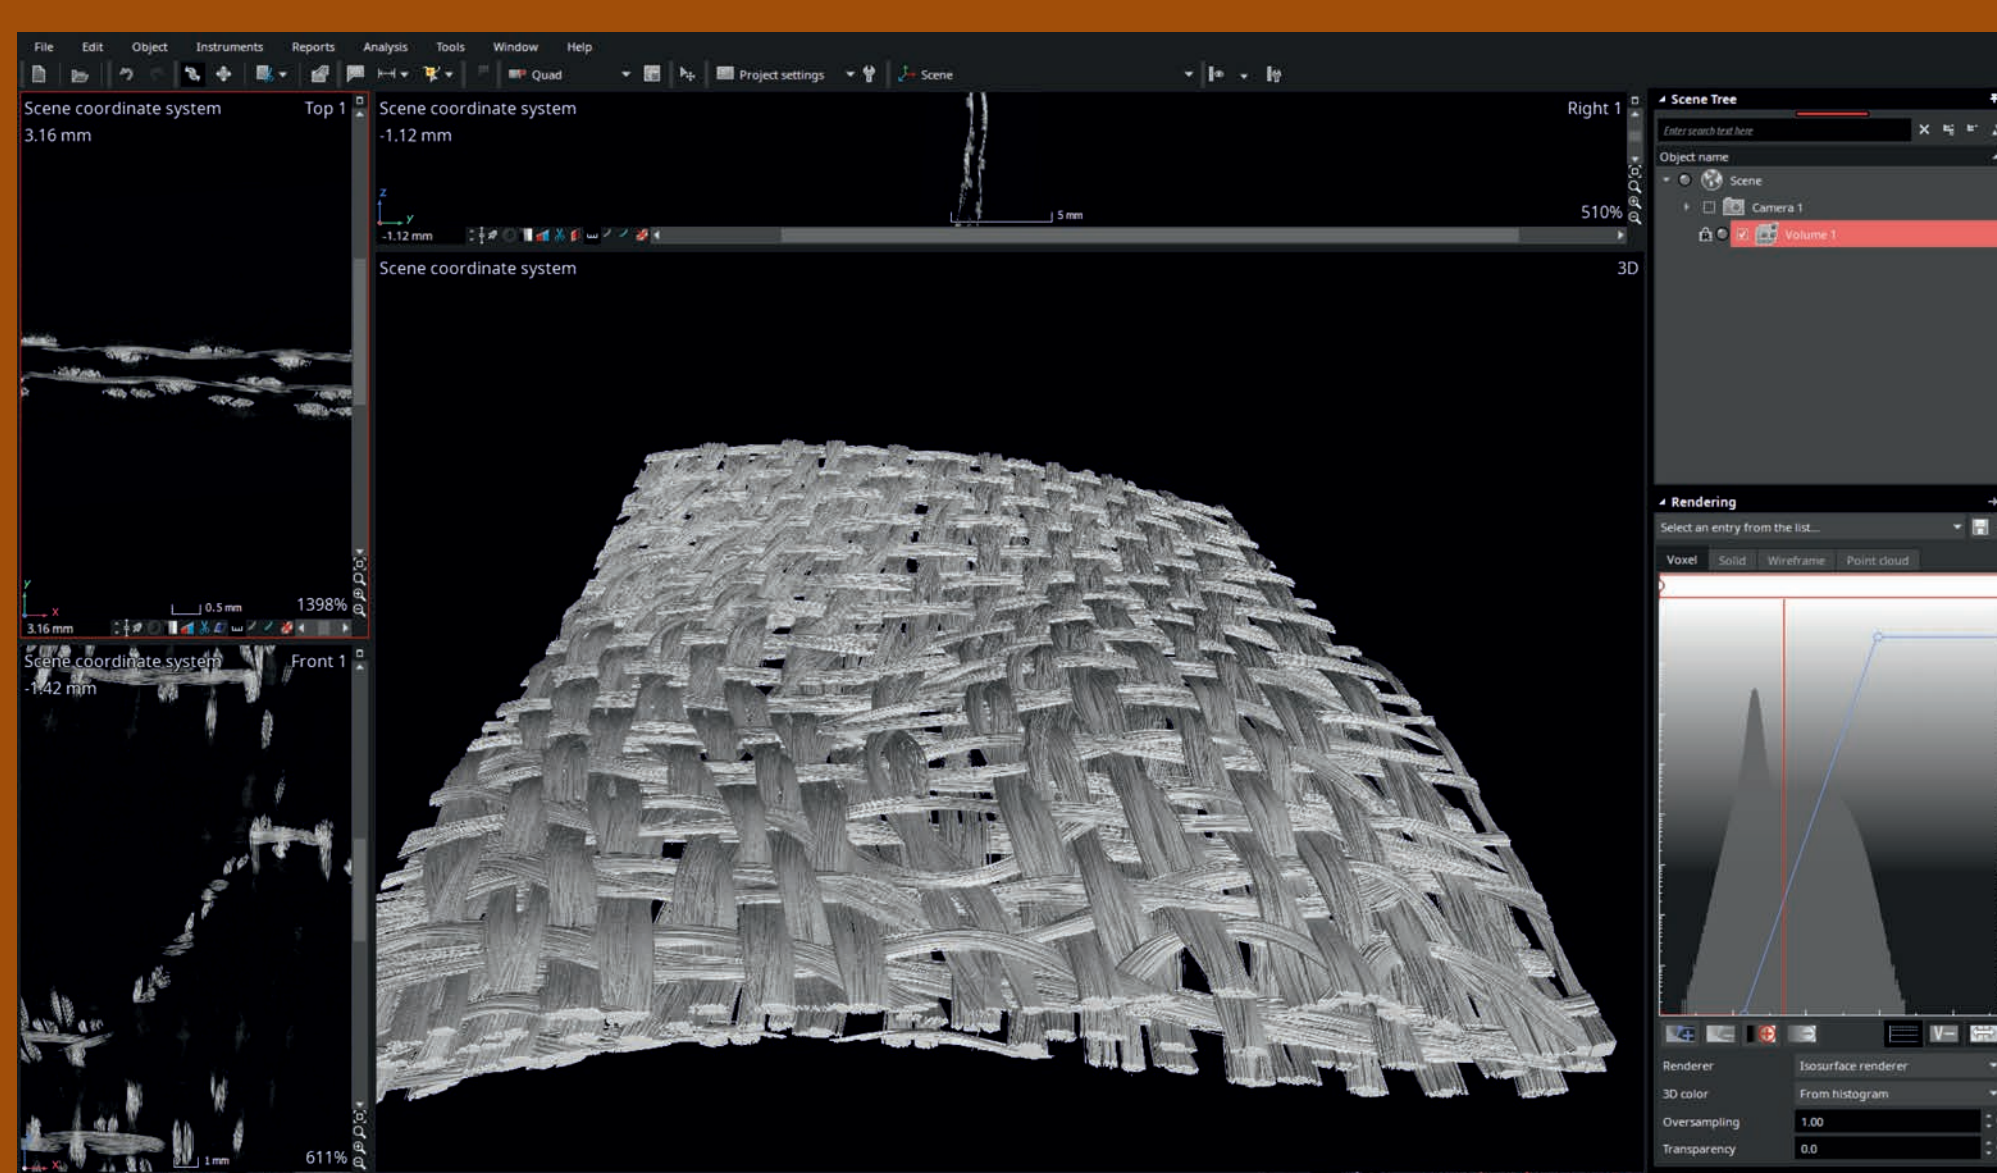 File Edit Object Instruments Reports Analysis Tools Window Help
Quad Project settings Scene
Scene coordinate system Top 1
3.16 mm
y
x
0.5 mm 1398%
3.16 mm
Scene coordinate system Right 1
-1.12 mm
z
y
5 mm 510%
-1.12 mm
Scene coordinate system 3D
Scene coordinate system Front 1
-1.42 mm
x
1 mm 611%
Scene Tree
Enter search text here
Object name
Scene
Camera 1
Volume 1
Rendering
Select an entry from the list...
Voxel Solid Wireframe Point cloud
Renderer Isosurface renderer
3D color From histogram
Oversampling 1.00
Transparency 0.0